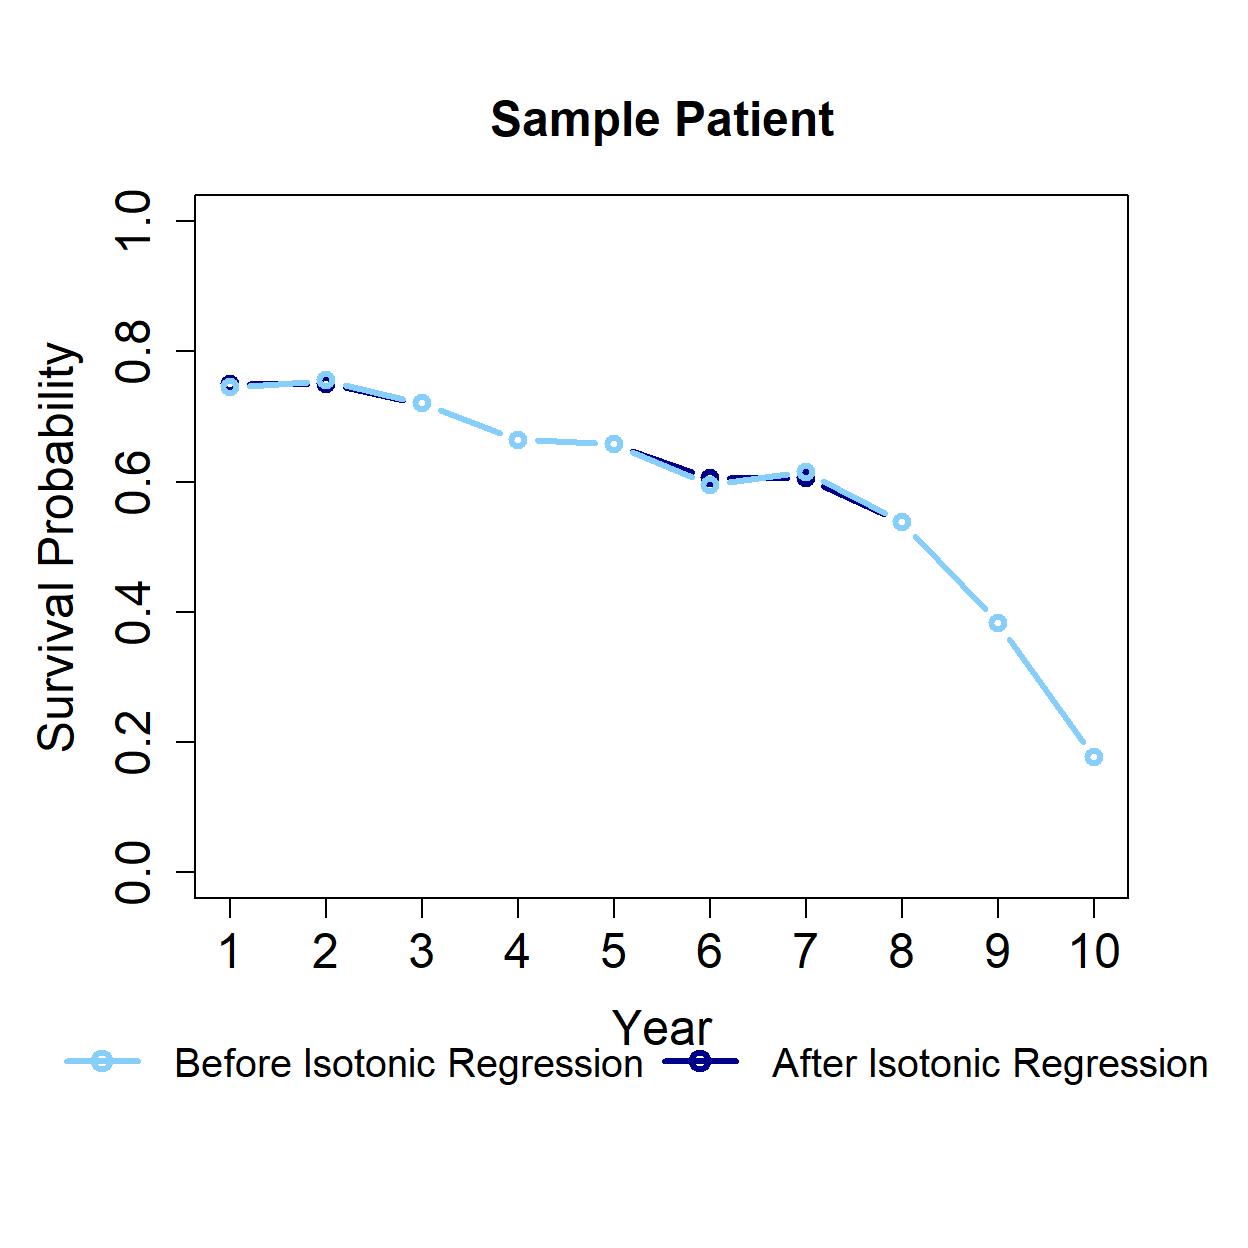 Sample Patient
Survival Probability
1.0
0.8
0.6
0.4
0.2
0.0
1 2 3 4 5 6 7 8 9 10
Year
Before Isotonic Regression After Isotonic Regression